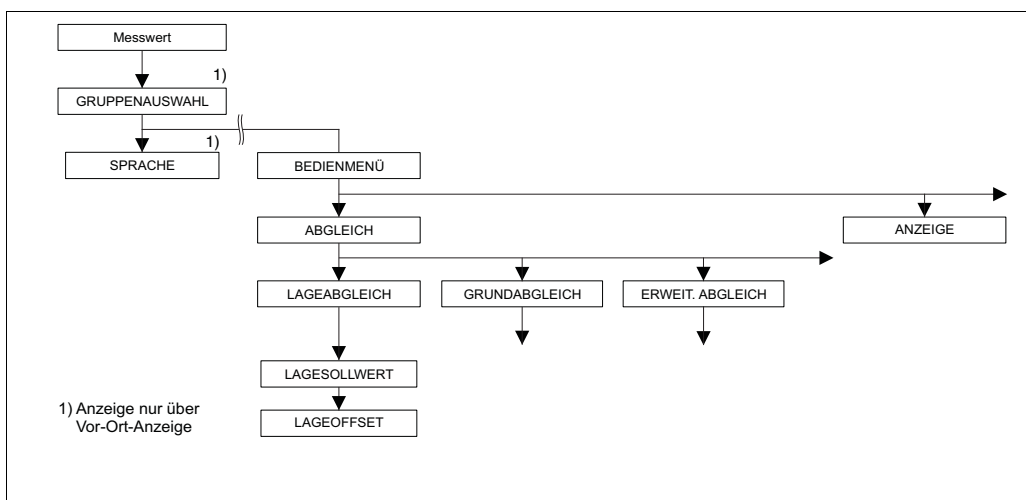 Messwert
1)
GRUPPENAUSWAHL
1)
SPRACHE
BEDIENMENÜ
ABGLEICH
ANZEIGE
LAGEABGLEICH
GRUNDABGLEICH
ERWEIT. ABGLEICH
LAGESOLLWERT
LAGEOFFSET
1) Anzeige nur über
Vor-Ort-Anzeige